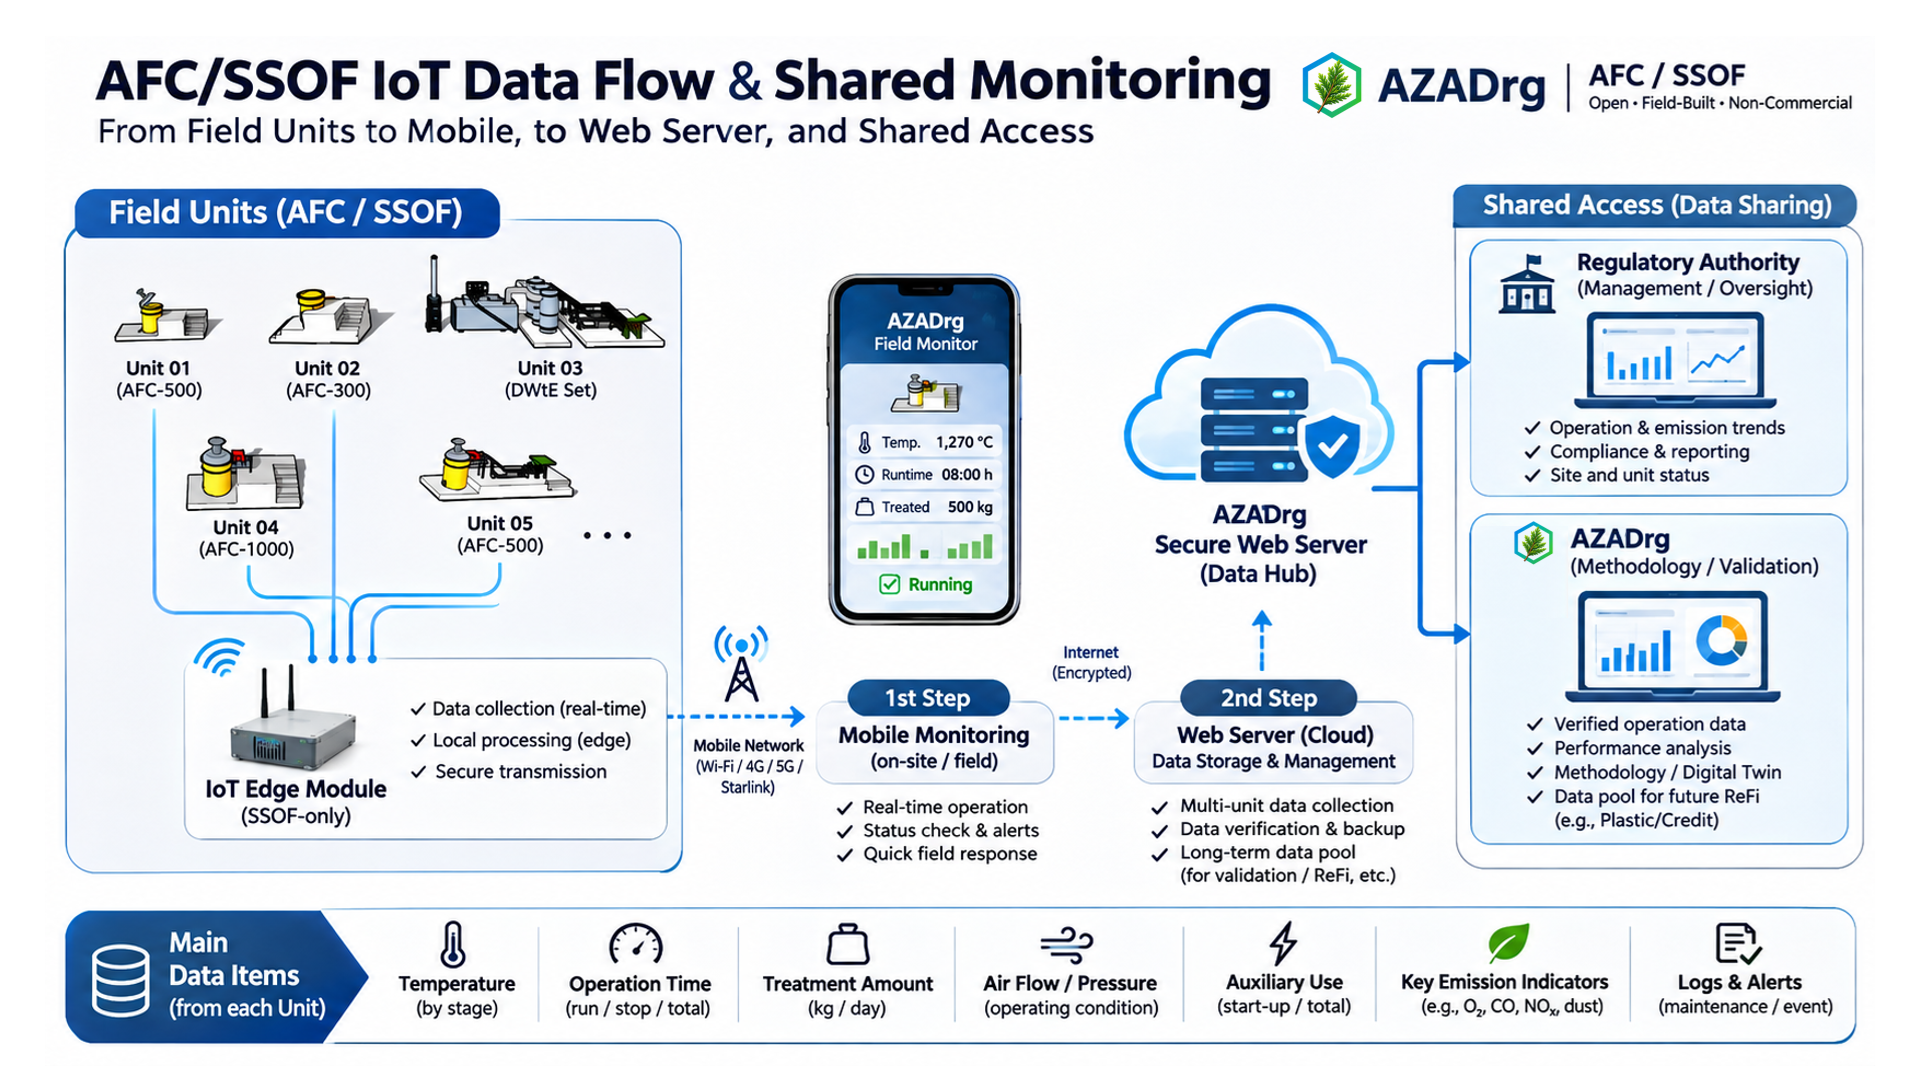 AFC/SSOF IoT Data Flow & Shared Monitoring
From Field Units to Mobile, to Web Server, and Shared Access
AZADrg
AFC / SSOF
Open • Field-Built • Non-Commercial
Field Units (AFC / SSOF)
Unit 01
(AFC-500)
Unit 02
(AFC-300)
Unit 03
(DWtE Set)
Unit 04
(AFC-1000)
Unit 05
(AFC-500)
• • •
IoT Edge Module
(SSOF-only)
✓ Data collection (real-time)
✓ Local processing (edge)
✓ Secure transmission
Mobile Network
(Wi-Fi / 4G / 5G /
Starlink)
AZADrg
Field Monitor
Temp. 1,270 °C
Runtime 08:00 h
Treated 500 kg
Running
1st Step
Mobile Monitoring
(on-site / field)
✓ Real-time operation
✓ Status check & alerts
✓ Quick field response
Internet
(Encrypted)
AZADrg
Secure Web Server
(Data Hub)
2nd Step
Web Server (Cloud)
Data Storage & Management
✓ Multi-unit data collection
✓ Data verification & backup
✓ Long-term data pool
(for validation / ReFi, etc.)
Shared Access (Data Sharing)
Regulatory Authority
(Management / Oversight)
✓ Operation & emission trends
✓ Compliance & reporting
✓ Site and unit status
AZADrg
(Methodology / Validation)
✓ Verified operation data
✓ Performance analysis
✓ Methodology / Digital Twin
✓ Data pool for future ReFi
(e.g., Plastic/Credit)
Main
Data Items
(from each Unit)
Temperature
(by stage)
Operation Time
(run / stop / total)
Treatment Amount
(kg / day)
Air Flow / Pressure
(operating condition)
Auxiliary Use
(start-up / total)
Key Emission Indicators
(e.g., O₂, CO, NOₓ, dust)
Logs & Alerts
(maintenance / event)